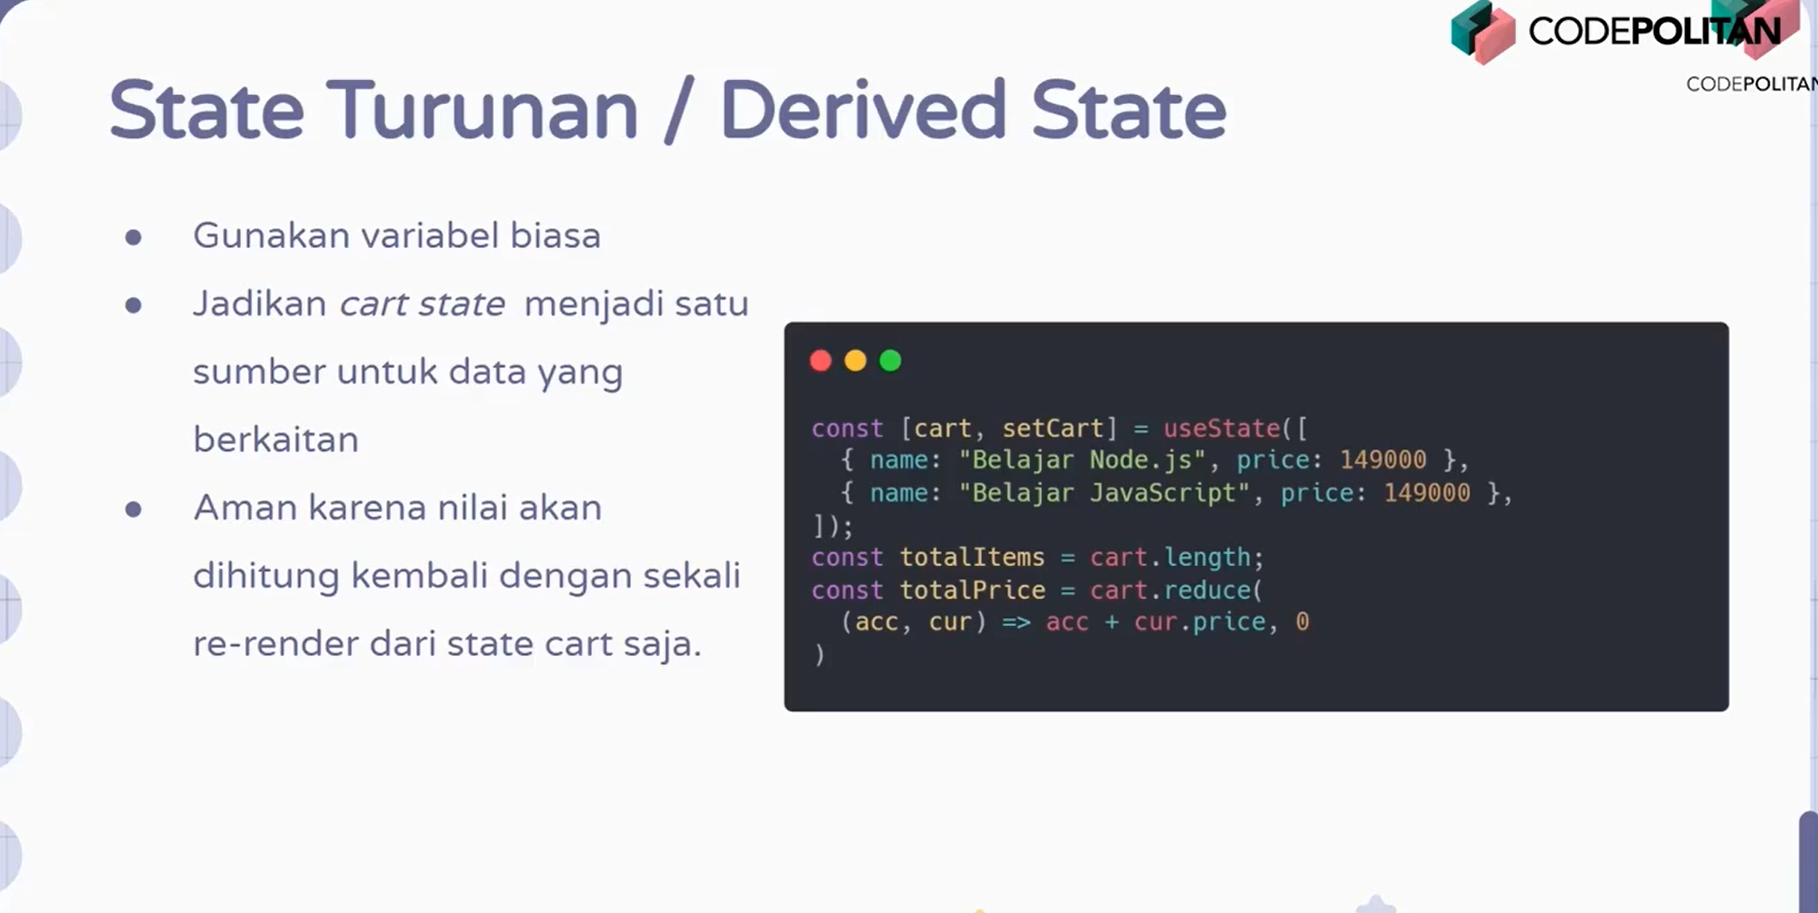 CODEPOLITAN
CODEPOLITAN
State Turunan / Derived State
● Gunakan variabel biasa
● Jadikan cart state menjadi satu
sumber untuk data yang
berkaitan
● Aman karena nilai akan
dihitung kembali dengan sekali
re-render dari state cart saja.
const [cart, setCart] = useState([
  { name: "Belajar Node.js", price: 149000 },
  { name: "Belajar JavaScript", price: 149000 },
]);
const totalItems = cart.length;
const totalPrice = cart.reduce(
  (acc, cur) => acc + cur.price, 0
)